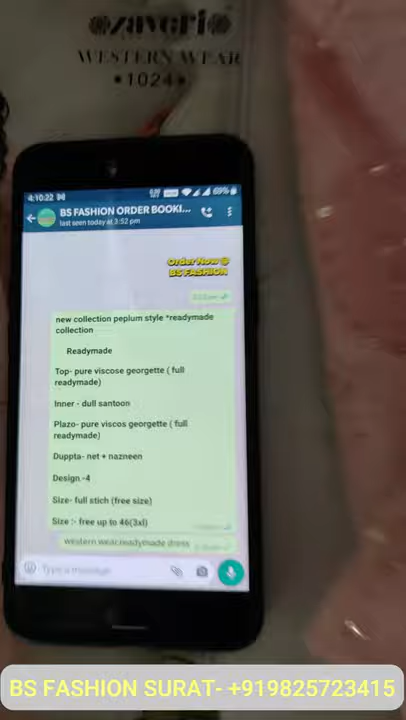 zaveri
WESTERN WEAR
•1024•
4:10:22
69%
BS FASHION ORDER BOOKI...
last seen today at 3:52 pm
Order Now @
BS FASHION
new collection peplum style *readymade
collection
Readymade
Top- pure viscose georgette ( full
readymade)
Inner - dull santoon
Plazo- pure viscos georgette ( full
readymade)
Duppta- net + nazneen
Design -4
Size- full stich (free size)
Size :- free up to 46(3xl)
western wear readymade dress
Type a message
BS FASHION SURAT- +919825723415